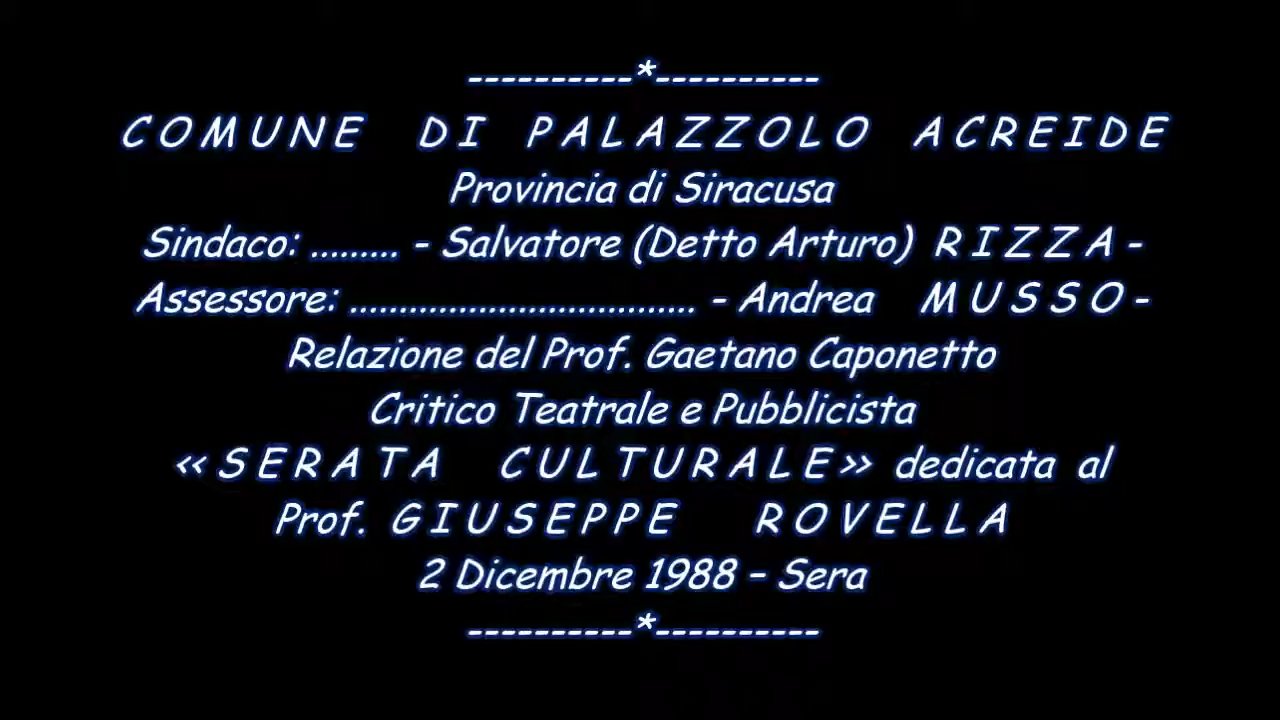 ----------*----------
C O M U N E D I P A L A Z Z O L O A C R E I D E
Provincia di Siracusa
Sindaco: ......... - Salvatore (Detto Arturo) R I Z Z A -
Assessore: ................................... - Andrea M U S S O -
Relazione del Prof. Gaetano Caponetto
Critico Teatrale e Pubblicista
«S E R A T A C U L T U R A L E» dedicata al
Prof. G I U S E P P E R O V E L L A
2 Dicembre 1988 – Sera
----------*----------